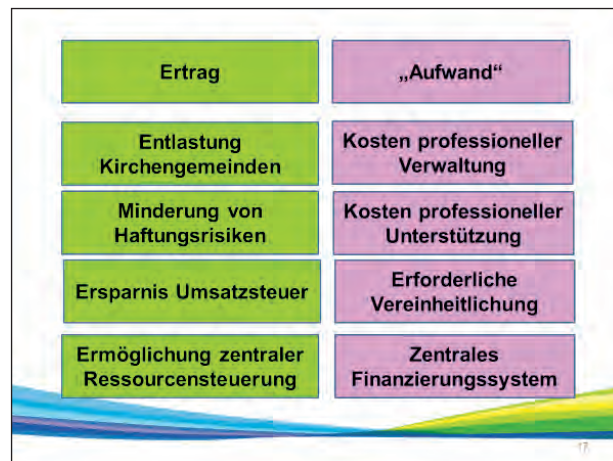 Ertrag
„Aufwand“
Entlastung
Kirchengemeinden
Kosten professioneller
Verwaltung
Minderung von
Haftungsrisiken
Kosten professioneller
Unterstützung
Ersparnis Umsatzsteuer
Erforderliche
Vereinheitlichung
Ermöglichung zentraler
Ressourcensteuerung
Zentrales
Finanzierungssystem
17